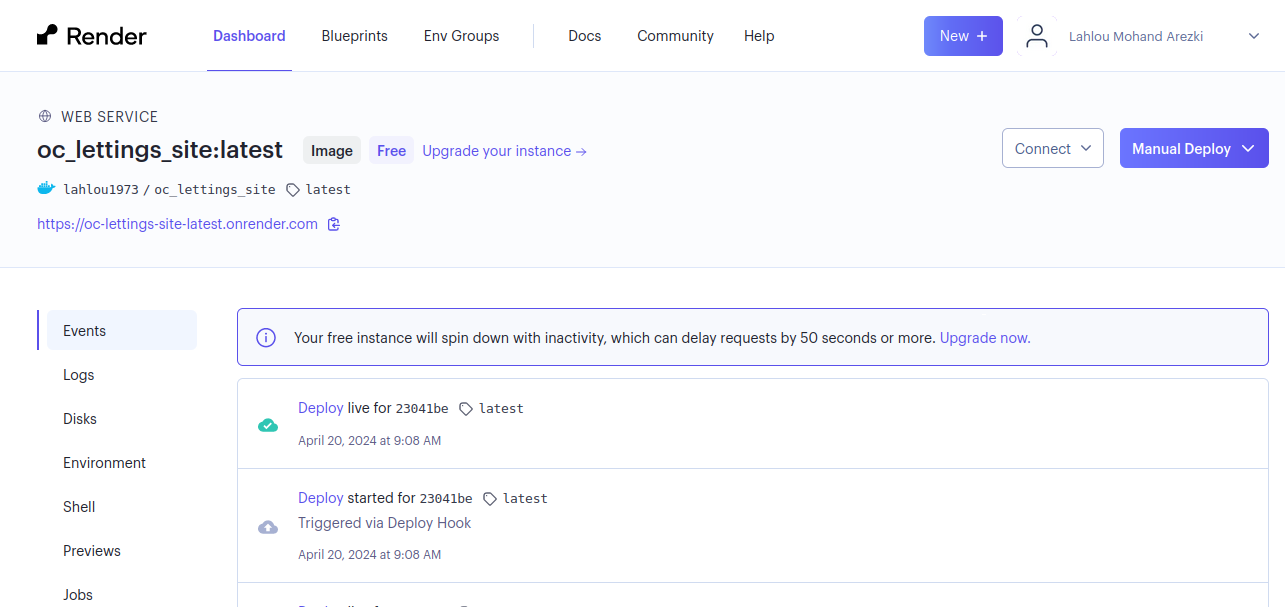 Render Dashboard Blueprints Env Groups Docs Community Help New + Lahlou Mohand Arezki
WEB SERVICE
oc_lettings_site:latest Image Free Upgrade your instance →
Connect Manual Deploy
lahlou1973 / oc_lettings_site latest
https://oc-lettings-site-latest.onrender.com
Events
Logs
Disks
Environment
Shell
Previews
Jobs
Your free instance will spin down with inactivity, which can delay requests by 50 seconds or more. Upgrade now.
Deploy live for 23041be latest
April 20, 2024 at 9:08 AM
Deploy started for 23041be latest
Triggered via Deploy Hook
April 20, 2024 at 9:08 AM